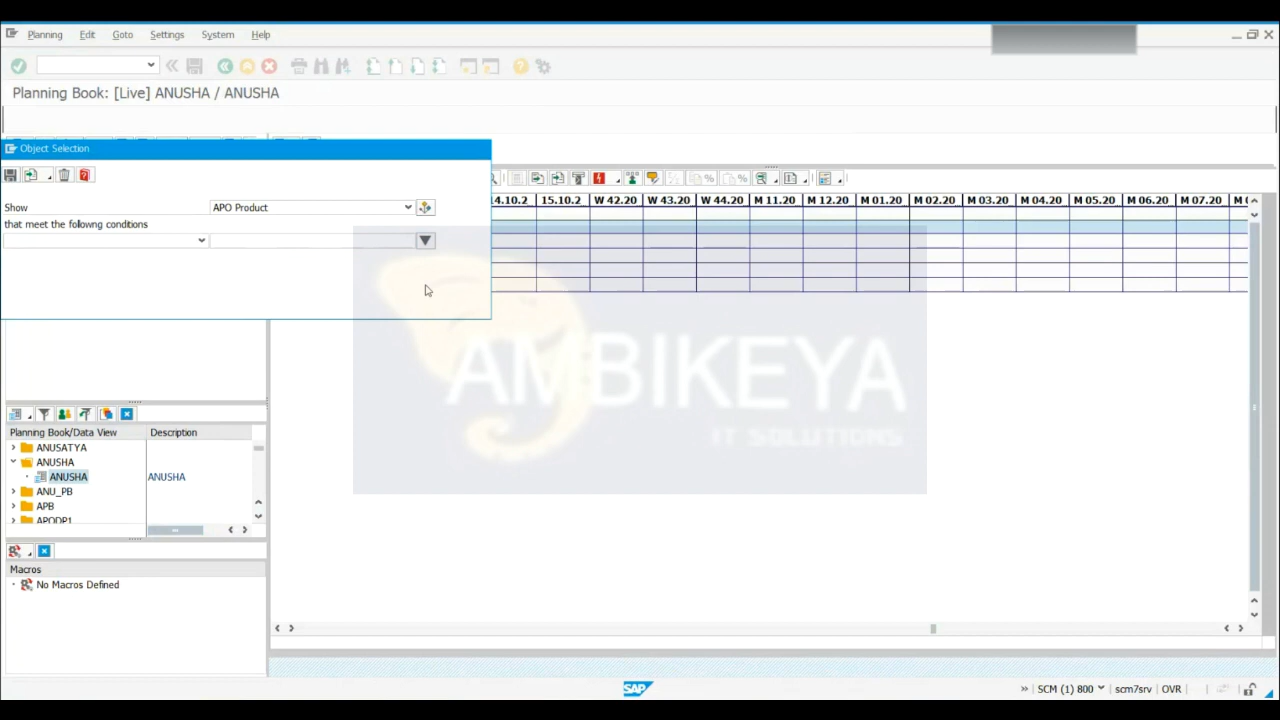 Planning Edit Goto Settings System Help
Planning Book: [Live] ANUSHA / ANUSHA
Object Selection
Show APO Product
that meet the folowng conditions
14.10.2 15.10.2 W 42.20 W 43.20 W 44.20 M 11.20 M 12.20 M 01.20 M 02.20 M 03.20 M 04.20 M 05.20 M 06.20 M 07.20 M
AMBIKEYA
IT SOLUTIONS
Planning Book/Data View Description
ANUSATYA
ANUSHA
ANUSHA ANUSHA
ANU_PB
APB
APODP1
Macros
No Macros Defined
SAP
SCM (1) 800 scm7srv OVR